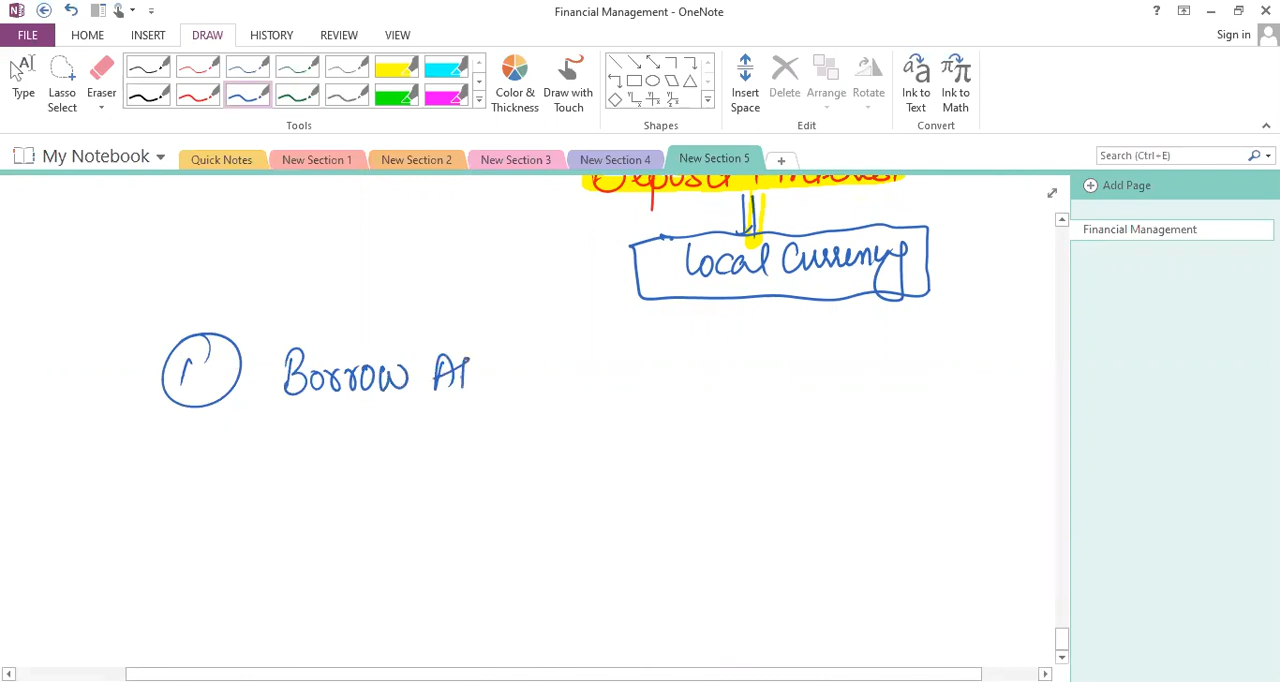 Financial Management - OneNote
?
FILE HOME INSERT DRAW HISTORY REVIEW VIEW
Sign in
Type
Lasso Select
Eraser
Color & Thickness
Draw with Touch
Insert Space
Delete
Arrange
Rotate
Ink to Text
Ink to Math
Tools
Shapes
Edit
Convert
My Notebook
Quick Notes
New Section 1
New Section 2
New Section 3
New Section 4
New Section 5
Search (Ctrl+E)
Add Page
Financial Management
Deposit Market
Local Currency
Borrow